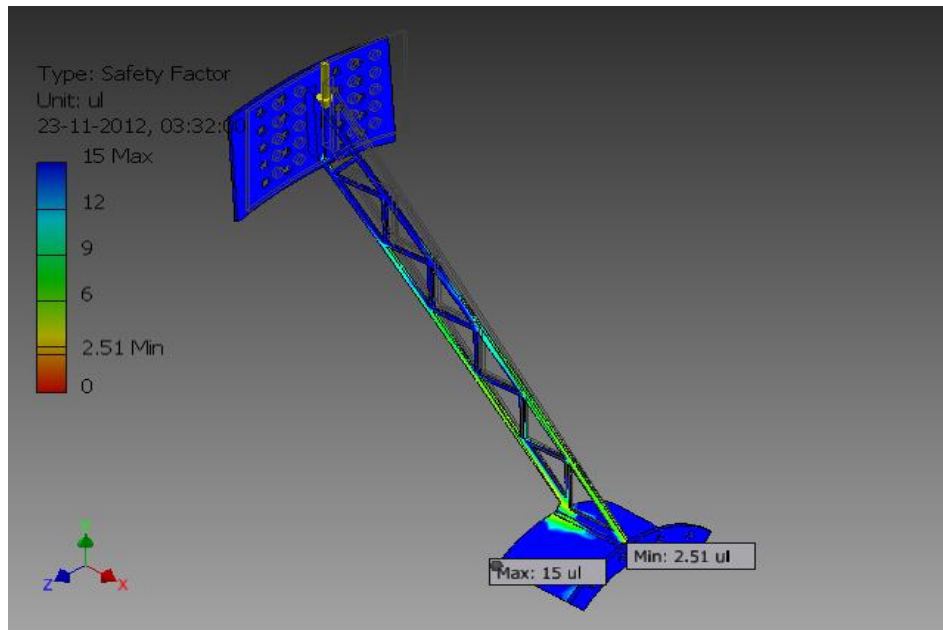 Type: Safety Factor
Unit: ul
23-11-2012, 03:32:00
15 Max
12
9
6
2.51 Min
0
Max: 15 ul
Min: 2.51 ul
Y
Z
X